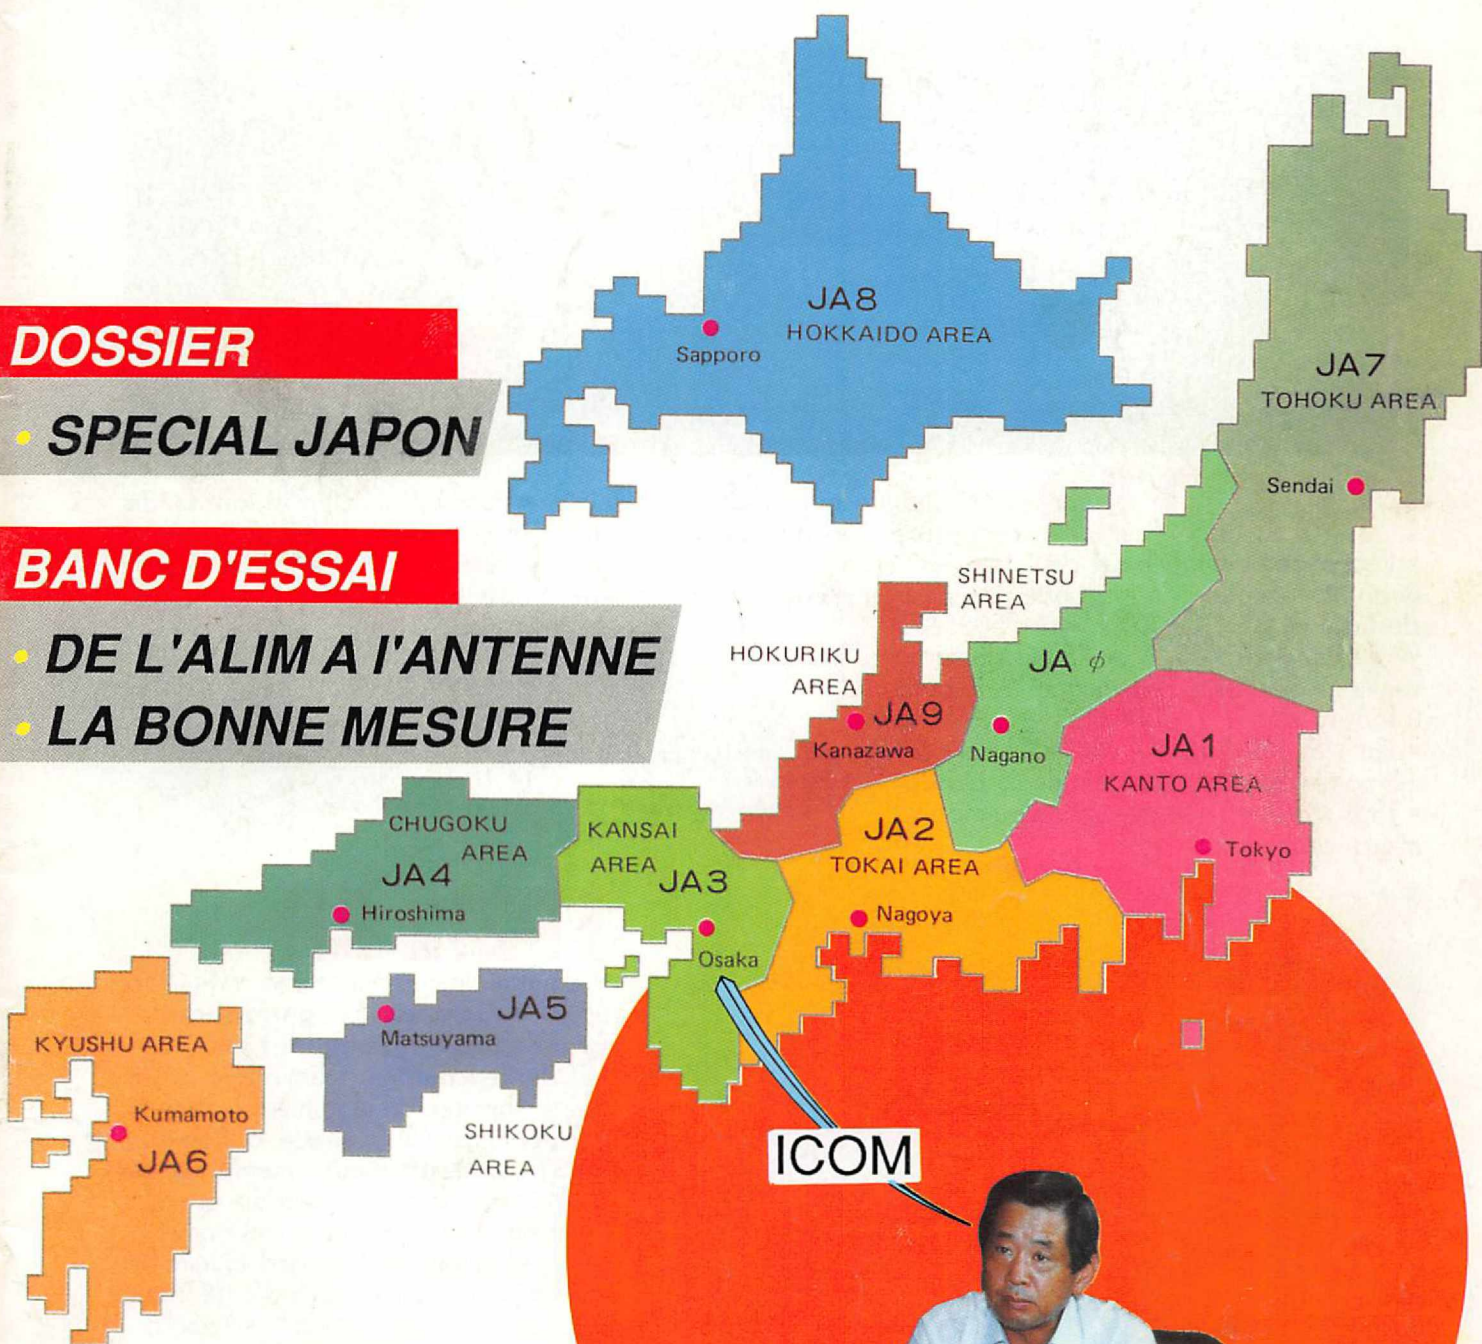 DOSSIER
• SPECIAL JAPON
BANC D'ESSAI
• DE L'ALIM A l'ANTENNE
• LA BONNE MESURE
JA8
HOKKAIDO AREA
Sapporo
JA7
TOHOKU AREA
Sendai
SHINETSU
AREA
JA φ
Nagano
HOKURIKU
AREA
JA9
Kanazawa
JA1
KANTO AREA
Tokyo
JA2
TOKAI AREA
Nagoya
KANSAI
AREA
JA3
Osaka
CHUGOKU
AREA
JA4
Hiroshima
JA5
Matsuyama
SHIKOKU
AREA
KYUSHU AREA
Kumamoto
JA6
ICOM